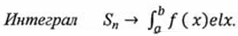 Интеграл Sₙ → ∫ₐᵇ f(x)elx.